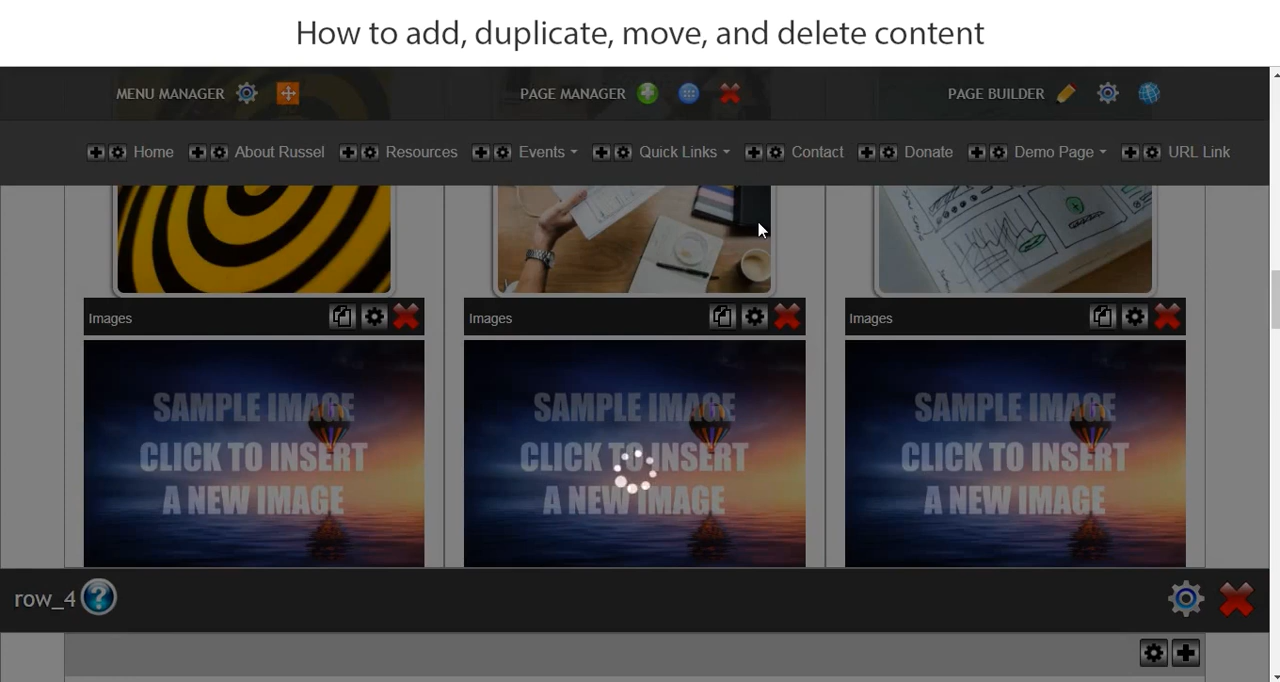 How to add, duplicate, move, and delete content
MENU MANAGER PAGE MANAGER PAGE BUILDER
Home About Russel Resources Events Quick Links Contact Donate Demo Page URL Link
Images Images Images
SAMPLE IMAGE SAMPLE IMAGE SAMPLE IMAGE
CLICK TO INSERT CLICK TO INSERT CLICK TO INSERT
A NEW IMAGE A NEW IMAGE A NEW IMAGE
row_4 ?